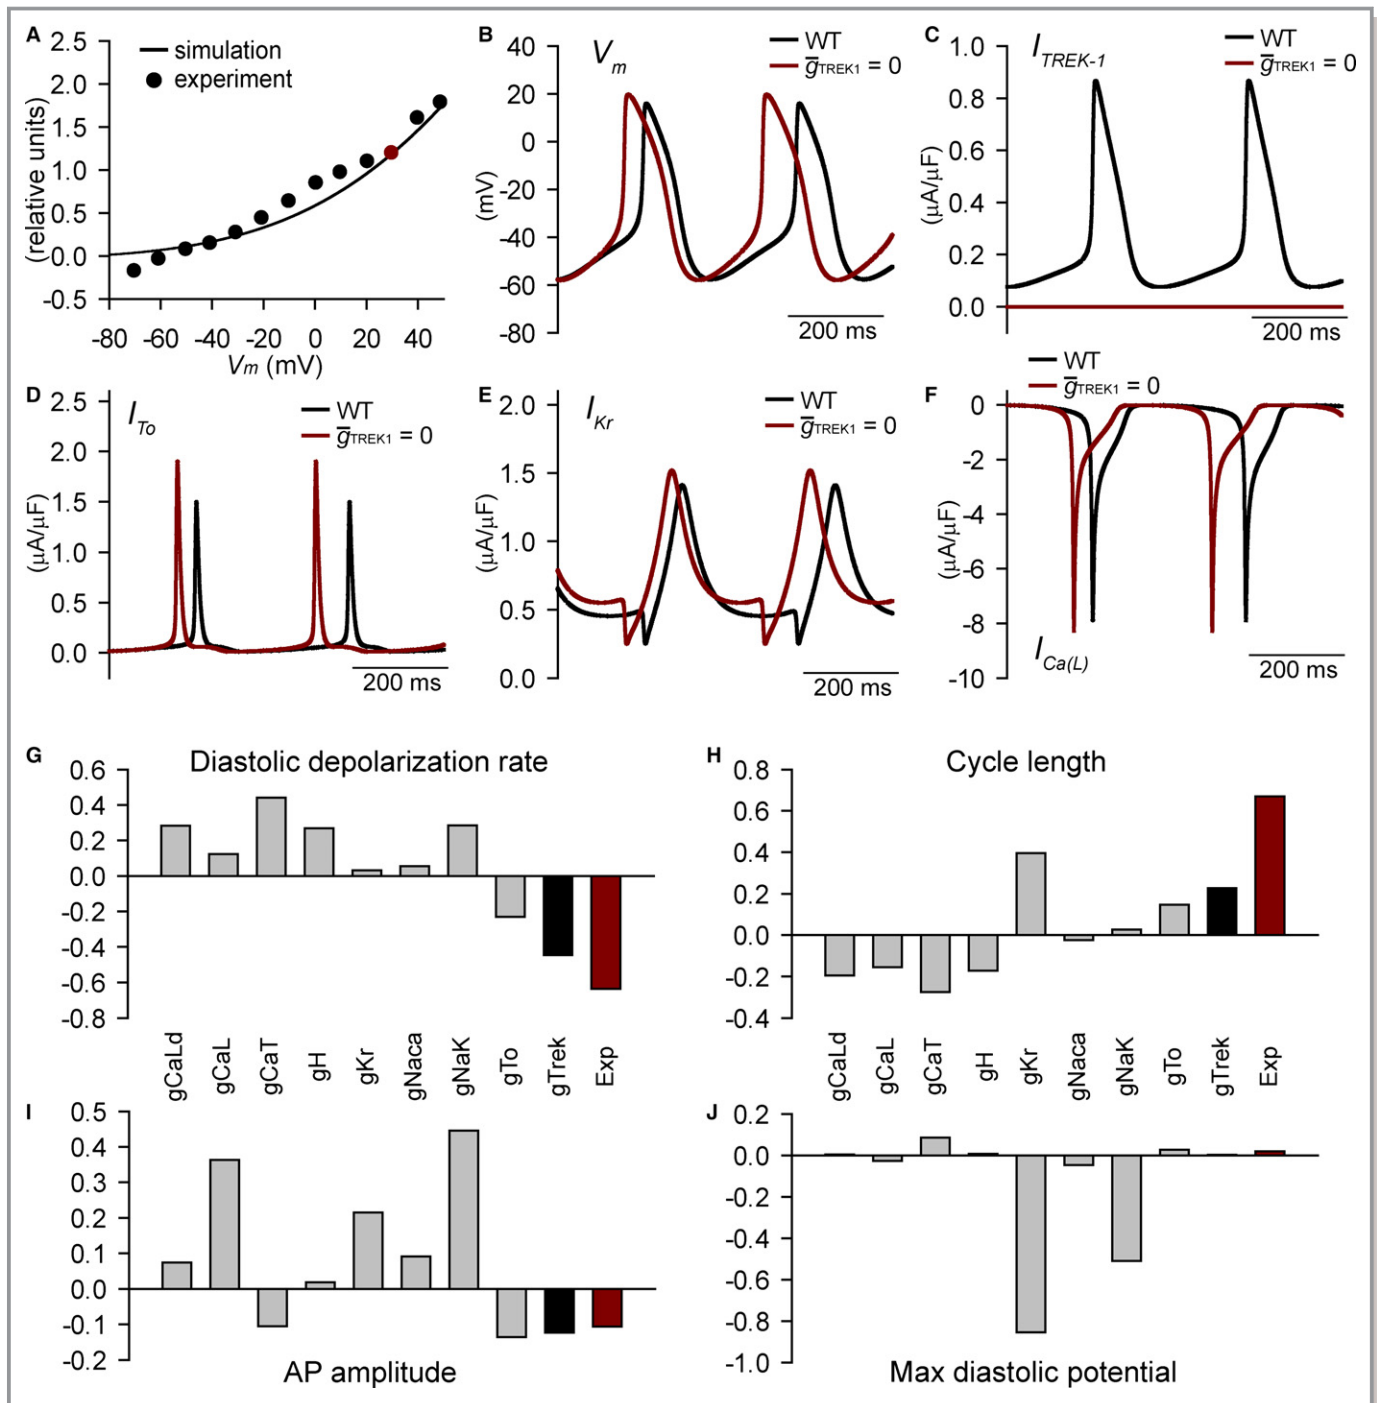 A
2.5
2.0
1.5
1.0
0.5
0.0
-0.5
(relative units)
simulation
experiment
-80 -60 -40 -20 0 20 40
Vm (mV)
B
40
20
0
-20
-40
-60
-80
(mV)
Vm
WT
g̅TREK1 = 0
200 ms
C
1.0
0.8
0.6
0.4
0.2
0.0
(µA/µF)
ITREK-1
WT
g̅TREK1 = 0
200 ms
D
2.5
2.0
1.5
1.0
0.5
0.0
(µA/µF)
ITo
WT
g̅TREK1 = 0
200 ms
E
2.0
1.5
1.0
0.5
0.0
(µA/µF)
IKr
WT
g̅TREK1 = 0
200 ms
F
WT
g̅TREK1 = 0
0
-2
-4
-6
-8
-10
(µA/µF)
ICa(L)
200 ms
G
Diastolic depolarization rate
0.6
0.4
0.2
0.0
-0.2
-0.4
-0.6
-0.8
gCaLd
gCaL
gCaT
gH
gKr
gNaca
gNaK
gTo
gTrek
Exp
H
Cycle length
0.8
0.6
0.4
0.2
0.0
-0.2
-0.4
gCaLd
gCaL
gCaT
gH
gKr
gNaca
gNaK
gTo
gTrek
Exp
I
0.5
0.4
0.3
0.2
0.1
0.0
-0.1
-0.2
AP amplitude
J
0.2
0.0
-0.2
-0.4
-0.6
-0.8
-1.0
Max diastolic potential